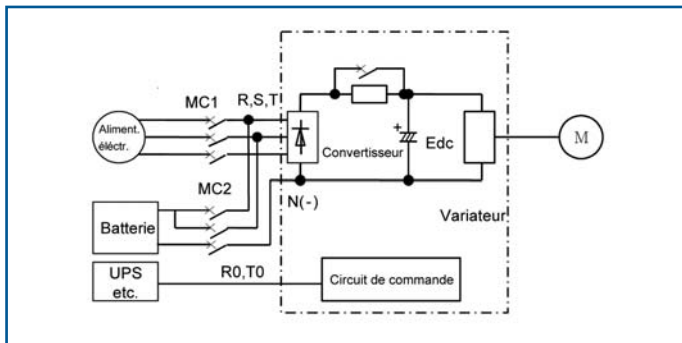 MC1
R,S,T
Aliment.
éléctr.
Convertisseur
+
Edc
M
MC2
N(-)
Batterie
Variateur
UPS
etc.
R0,T0
Circuit de commande